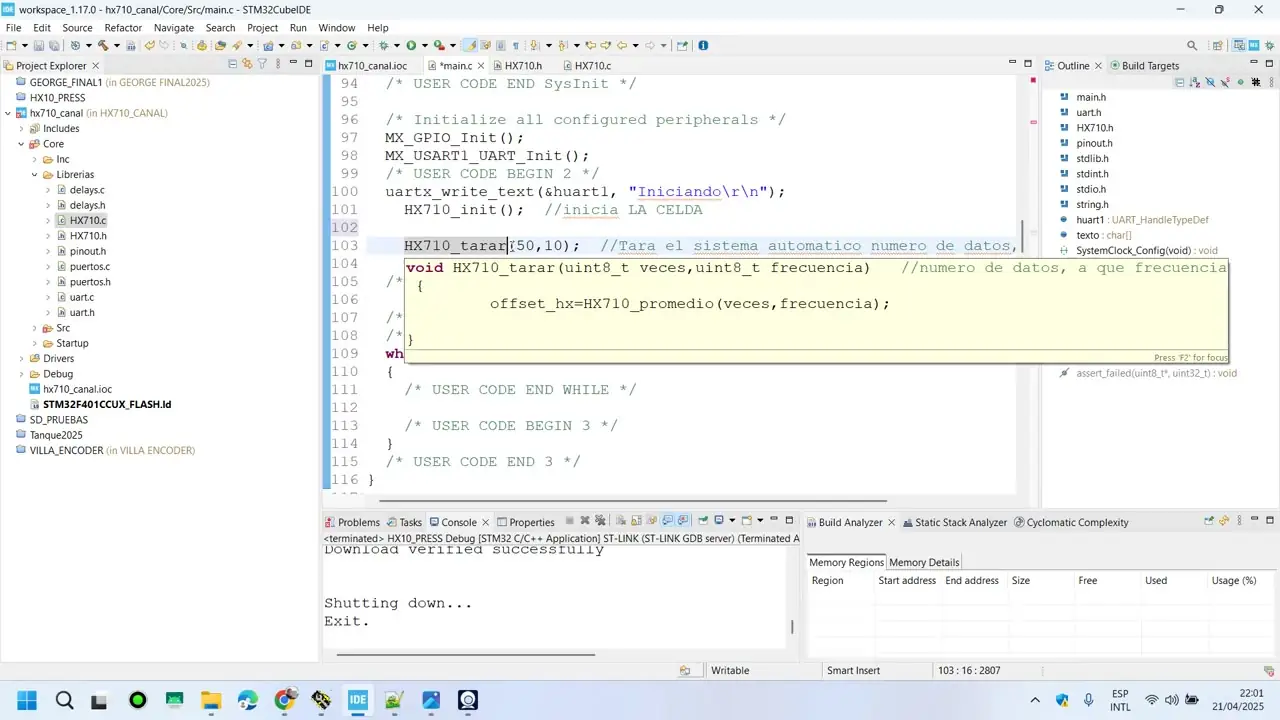 workspace_1.17.0 - hx710_canal/Core/Src/main.c - STM32CubeIDE
File Edit Source Refactor Navigate Search Project Run Window Help
Project Explorer
GEORGE_FINAL1 (in GEORGE FINAL2025)
HX10_PRESS
hx710_canal (in HX710_CANAL)
Includes
Core
Inc
Librerias
delays.c
delays.h
HX710.c
HX710.h
pinout.h
puertos.c
puertos.h
uart.c
uart.h
Src
Startup
Drivers
Debug
hx710_canal.ioc
STM32F401CCUX_FLASH.ld
SD_PRUEBAS
Tanque2025
VILLA_ENCODER (in VILLA ENCODER)
hx710_canal.ioc *main.c HX710.h HX710.c
94 /* USER CODE END SysInit */
95
96 /* Initialize all configured peripherals */
97 MX_GPIO_Init();
98 MX_USART1_UART_Init();
99 /* USER CODE BEGIN 2 */
100 uartx_write_text(&huart1, "Iniciando\r\n");
101 HX710_init(); //inicia LA CELDA
102
103 HX710_tarar(50,10); //Tara el sistema automatico numero de datos,
104
105 /*
106
107 /*
108 /*
109 wh
110 {
111 /* USER CODE END WHILE */
112
113 /* USER CODE BEGIN 3 */
114 }
115 /* USER CODE END 3 */
116 }
void HX710_tarar(uint8_t veces,uint8_t frecuencia) //numero de datos, a que frecuencia
{
offset_hx=HX710_promedio(veces,frecuencia);
}
Press 'F2' for focus
Outline Build Targets
main.h
uart.h
HX710.h
pinout.h
stdlib.h
stdint.h
stdio.h
string.h
huart1 : UART_HandleTypeDef
texto : char[]
SystemClock_Config(void) : void
assert_failed(uint8_t*, uint32_t) : void
Problems Tasks Console Properties
<terminated> HX10_PRESS Debug [STM32 C/C++ Application] ST-LINK (ST-LINK GDB server) (Terminated A
Download verified successfully
Shutting down...
Exit.
Build Analyzer Static Stack Analyzer Cyclomatic Complexity
Memory Regions Memory Details
Region Start address End address Size Free Used Usage (%)
Writable Smart Insert 103 : 16 : 2807
IDE
ESP
INTL
22:01
21/04/2025